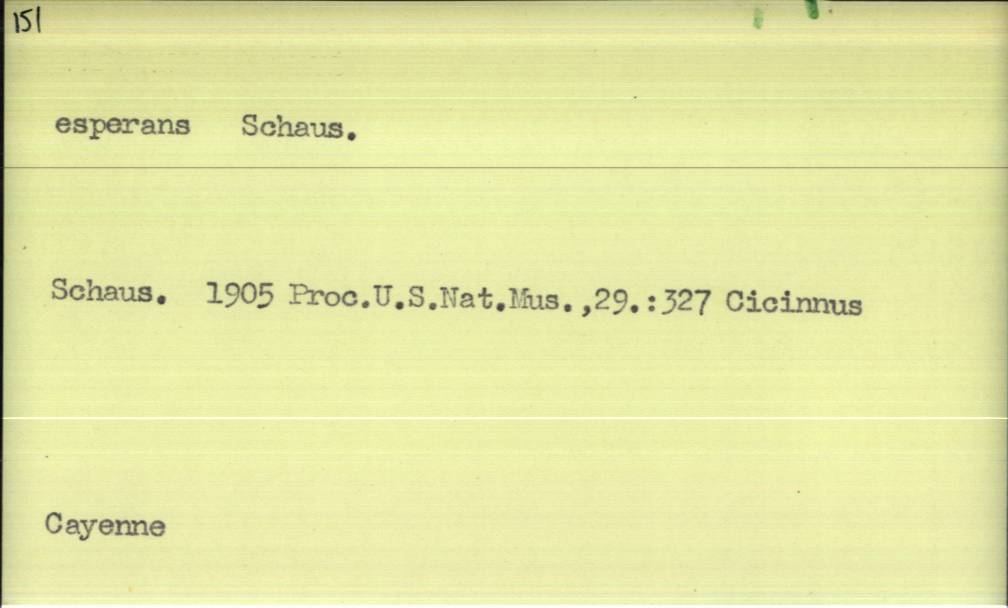 151
esperans Schaus.
Schaus. 1905 Proc.U.S.Nat.Mus.,29.:327 Cicinnus
Cayenne